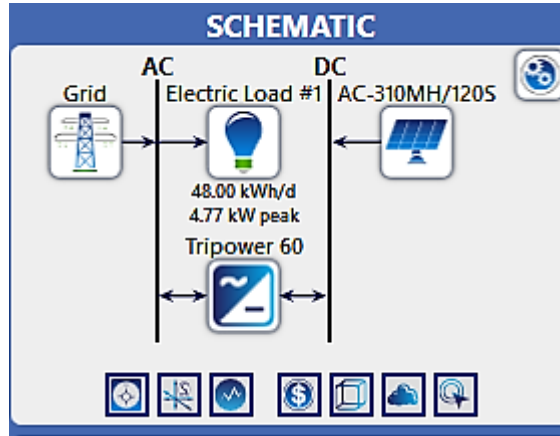 SCHEMATIC
AC DC
Grid Electric Load #1 AC-310MH/120S
48.00 kWh/d
4.77 kW peak
Tripower 60